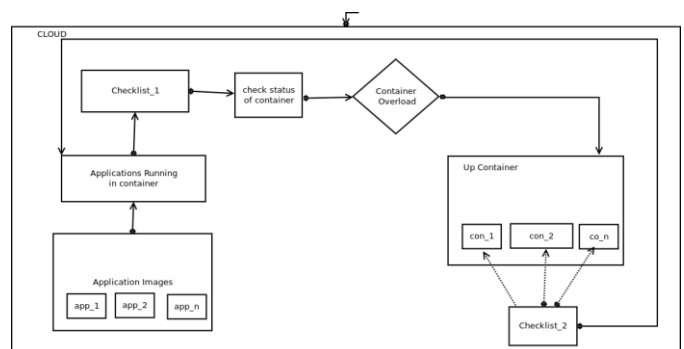 CLOUD
Checklist_1
check status
of container
Container
Overload
Applications Running
in container
Up Container
con_1
con_2
co_n
Application Images
app_1
app_2
app_n
Checklist_2